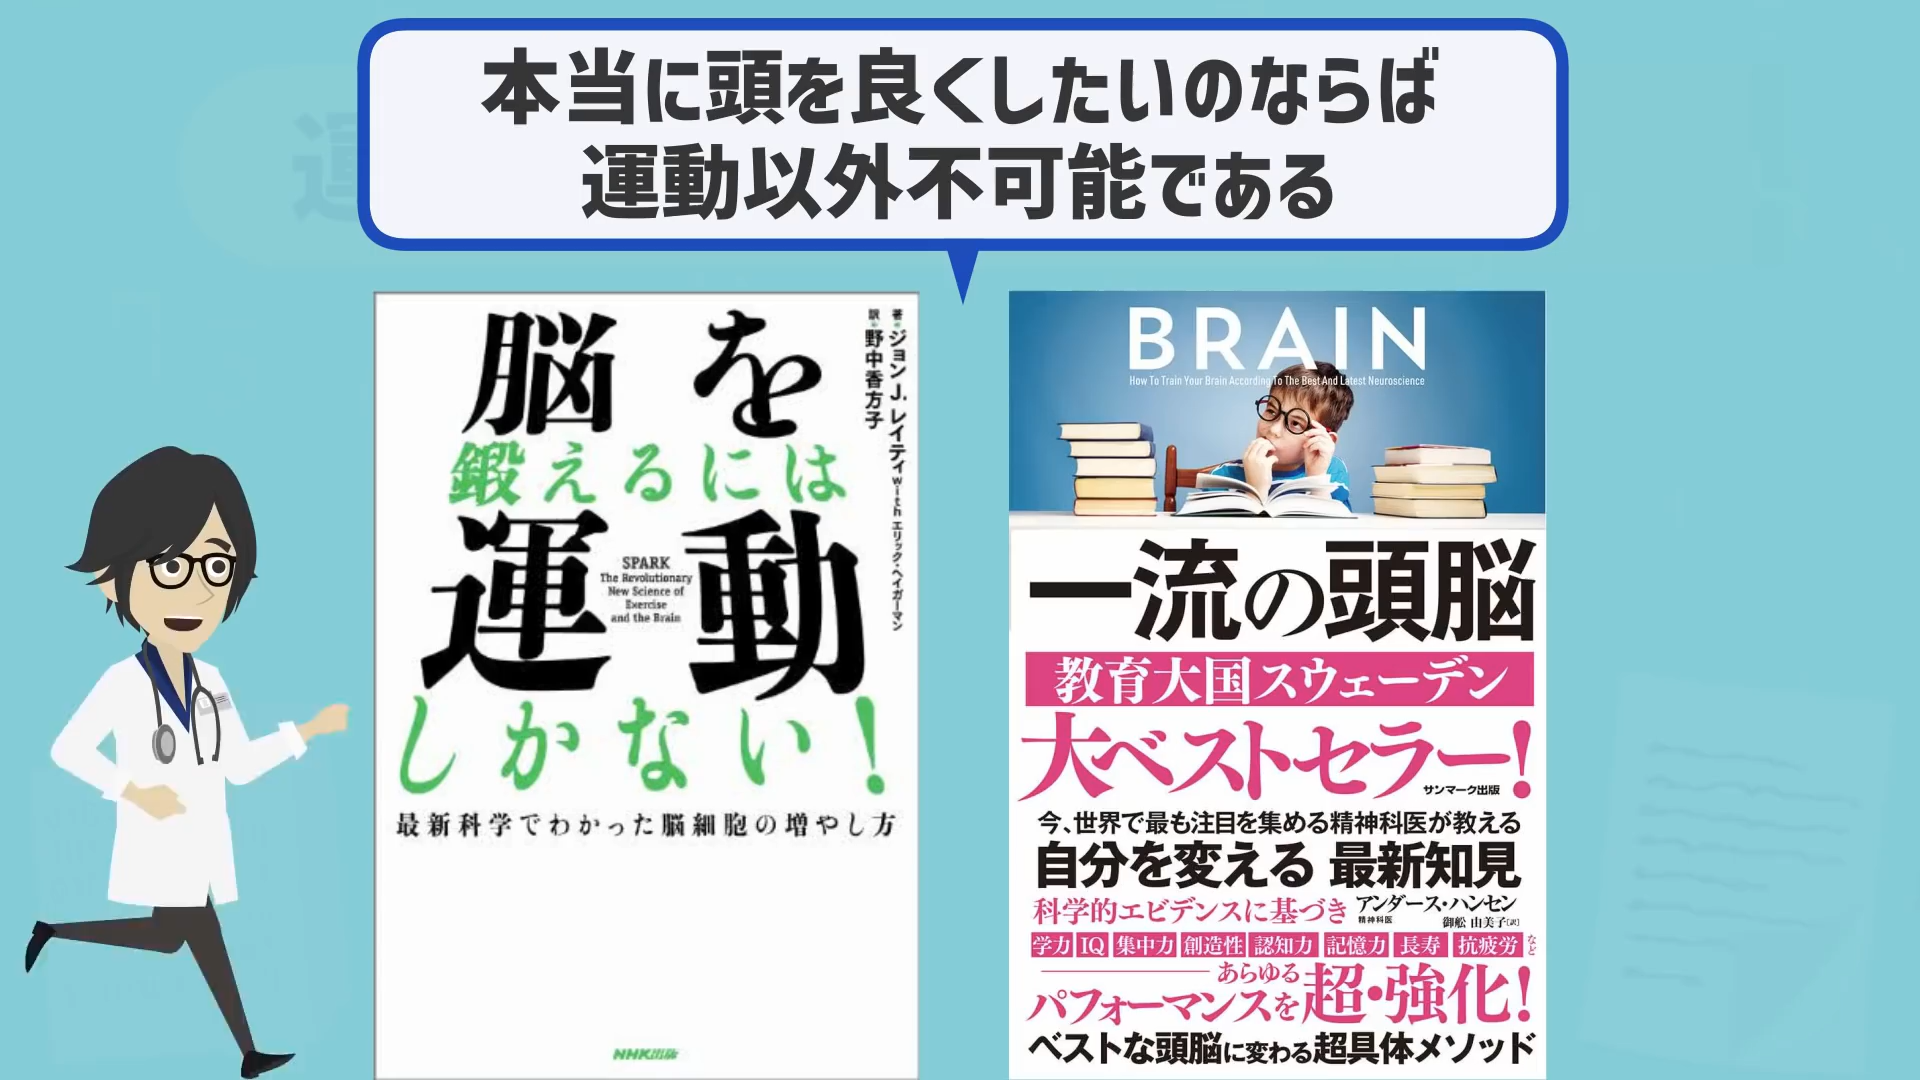 本当に頭を良くしたいのならば
運動以外不可能である
脳を
鍛えるには
運動
しかない!
SPARK
The Revolutionary
New Science of
Exercise
and the Brain
著・ジョン J. レイティ with エリック・ヘイガーマン
訳・野中香方子
最新科学でわかった脳細胞の増やし方
NHK出版
BRAIN
How To Train Your Brain According To The Best And Latest Neuroscience
一流の頭脳
教育大国スウェーデン
大ベストセラー!
サンマーク出版
今、世界で最も注目を集める精神科医が教える
自分を変える 最新知見
科学的エビデンスに基づき
アンダース・ハンセン
精神科医
御舩 由美子[訳]
学力 IQ 集中力 創造性 認知力 記憶力 長寿 抗疲労 など
あらゆる
パフォーマンスを超・強化!
ベストな頭脳に変わる超具体メソッド